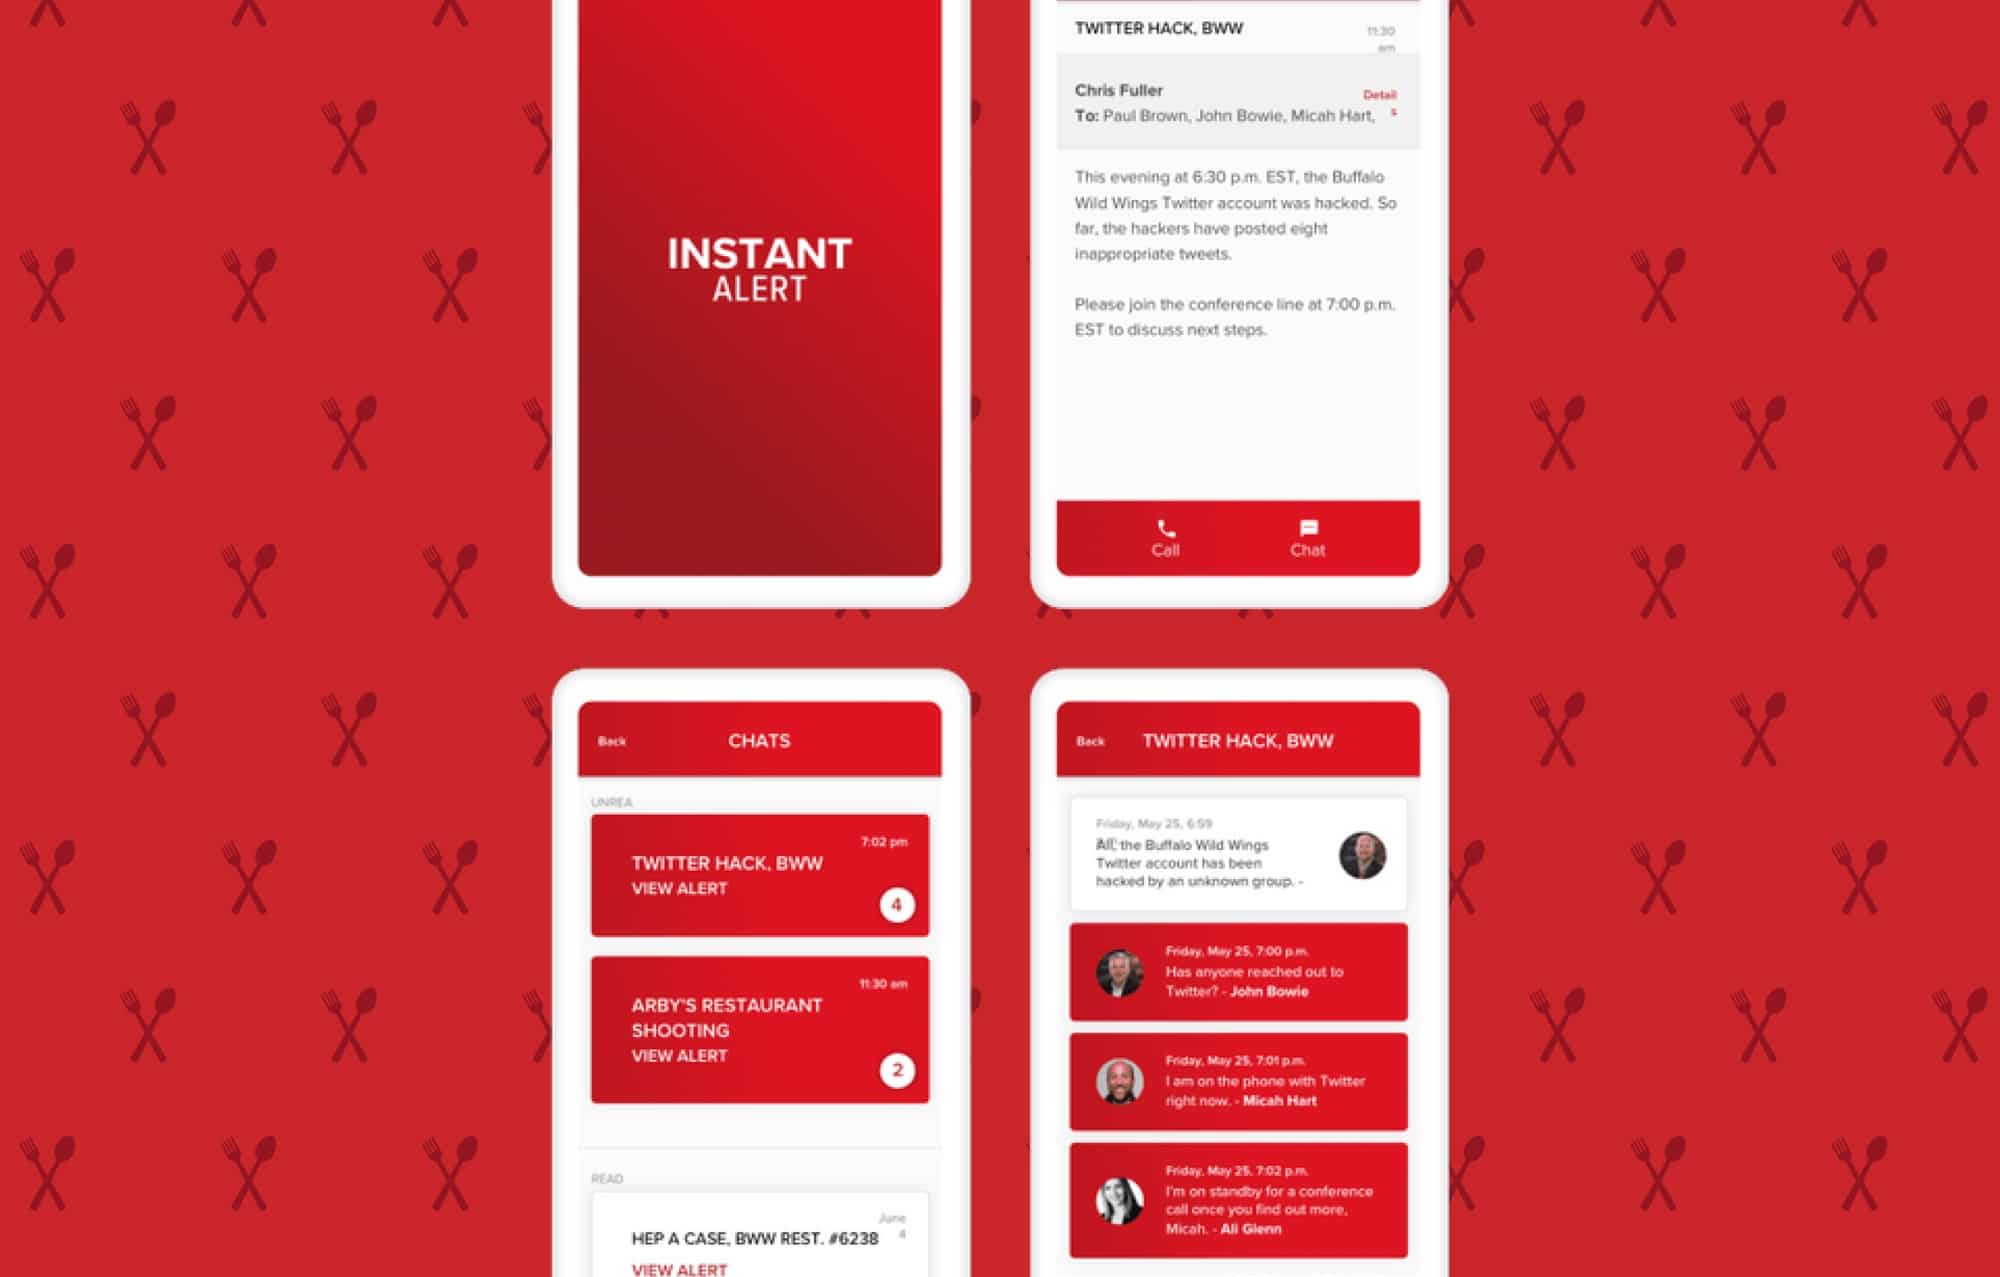 INSTANT
ALERT
TWITTER HACK, BWW
11:30
am
Chris Fuller
Detail
s
To: Paul Brown, John Bowie, Micah Hart,
This evening at 6:30 p.m. EST, the Buffalo
Wild Wings Twitter account was hacked. So
far, the hackers have posted eight
inappropriate tweets.
Please join the conference line at 7:00 p.m.
EST to discuss next steps.
Call
Chat
Back
CHATS
UNREA
7:02 pm
TWITTER HACK, BWW
VIEW ALERT
4
11:30 am
ARBY'S RESTAURANT
SHOOTING
VIEW ALERT
2
READ
June
4
HEP A CASE, BWW REST. #6238
VIEW ALERT
Back
TWITTER HACK, BWW
Friday, May 25, 6:59
All, the Buffalo Wild Wings
Twitter account has been
hacked by an unknown group. -
Friday, May 25, 7:00 p.m.
Has anyone reached out to
Twitter? - John Bowie
Friday, May 25, 7:01 p.m.
I am on the phone with Twitter
right now. - Micah Hart
Friday, May 25, 7:02 p.m.
I'm on standby for a conference
call once you find out more,
Micah. - Ali Glenn